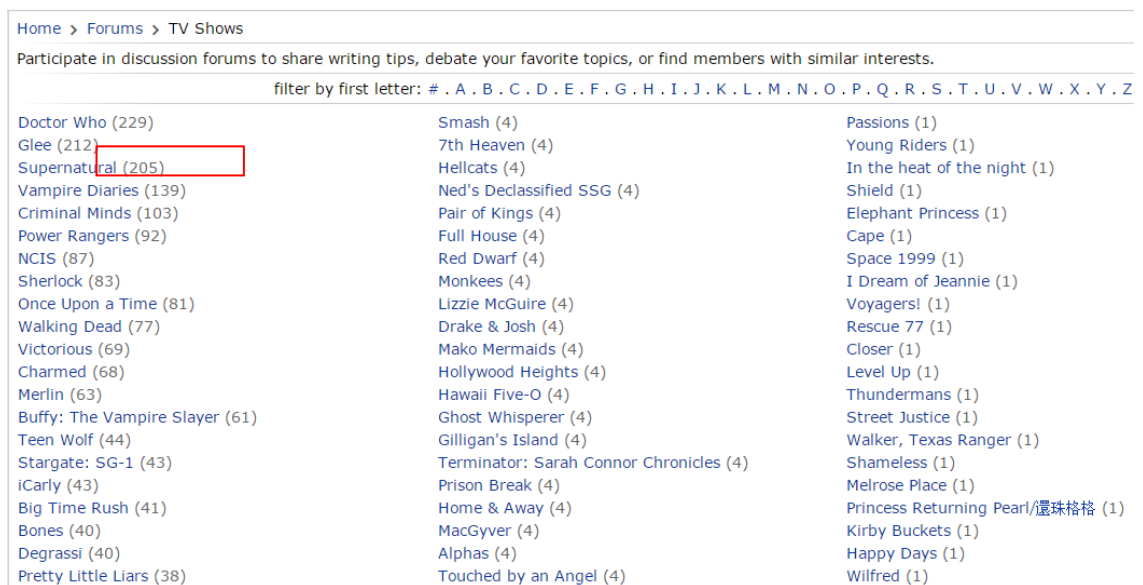 Home > Forums > TV Shows
Participate in discussion forums to share writing tips, debate your favorite topics, or find members with similar interests.
filter by first letter: # . A . B . C . D . E . F . G . H . I . J . K . L . M . N . O . P . Q . R . S . T . U . V . W . X . Y . Z
Doctor Who (229)
Glee (212)
Supernatural (205)
Vampire Diaries (139)
Criminal Minds (103)
Power Rangers (92)
NCIS (87)
Sherlock (83)
Once Upon a Time (81)
Walking Dead (77)
Victorious (69)
Charmed (68)
Merlin (63)
Buffy: The Vampire Slayer (61)
Teen Wolf (44)
Stargate: SG-1 (43)
iCarly (43)
Big Time Rush (41)
Bones (40)
Degrassi (40)
Pretty Little Liars (38)
Smash (4)
7th Heaven (4)
Hellcats (4)
Ned's Declassified SSG (4)
Pair of Kings (4)
Full House (4)
Red Dwarf (4)
Monkees (4)
Lizzie McGuire (4)
Drake & Josh (4)
Mako Mermaids (4)
Hollywood Heights (4)
Hawaii Five-O (4)
Ghost Whisperer (4)
Gilligan's Island (4)
Terminator: Sarah Connor Chronicles (4)
Prison Break (4)
Home & Away (4)
MacGyver (4)
Alphas (4)
Touched by an Angel (4)
Passions (1)
Young Riders (1)
In the heat of the night (1)
Shield (1)
Elephant Princess (1)
Cape (1)
Space 1999 (1)
I Dream of Jeannie (1)
Voyagers! (1)
Rescue 77 (1)
Closer (1)
Level Up (1)
Thundermans (1)
Street Justice (1)
Walker, Texas Ranger (1)
Shameless (1)
Melrose Place (1)
Princess Returning Pearl/還珠格格 (1)
Kirby Buckets (1)
Happy Days (1)
Wilfred (1)